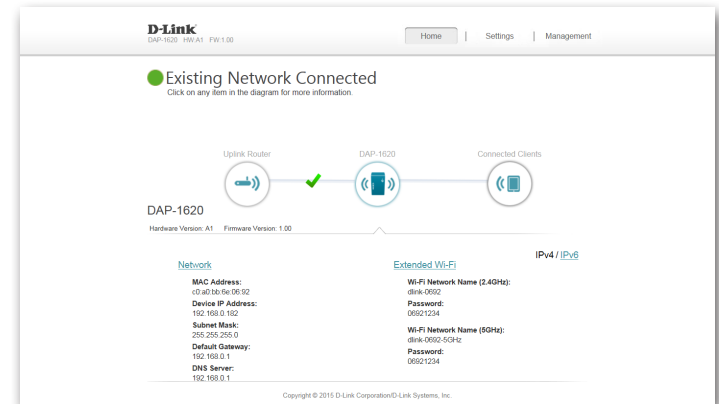 D-Link
DAP-1620 HW:A1 FW:1.00
Home | Settings | Management
Existing Network Connected
Click on any item in the diagram for more information.
Uplink Router DAP-1620 Connected Clients
DAP-1620
Hardware Version: A1 Firmware Version: 1.00
IPv4 / IPv6
Network
MAC Address:
c0:a0:bb:6e:06:92
Device IP Address:
192.168.0.182
Subnet Mask:
255.255.255.0
Default Gateway:
192.168.0.1
DNS Server:
192.168.0.1
Extended Wi-Fi
Wi-Fi Network Name (2.4GHz):
dlink-0692
Password:
06921234
Wi-Fi Network Name (5GHz):
dlink-0692-5GHz
Password:
06921234
Copyright © 2015 D-Link Corporation/D-Link Systems, Inc.